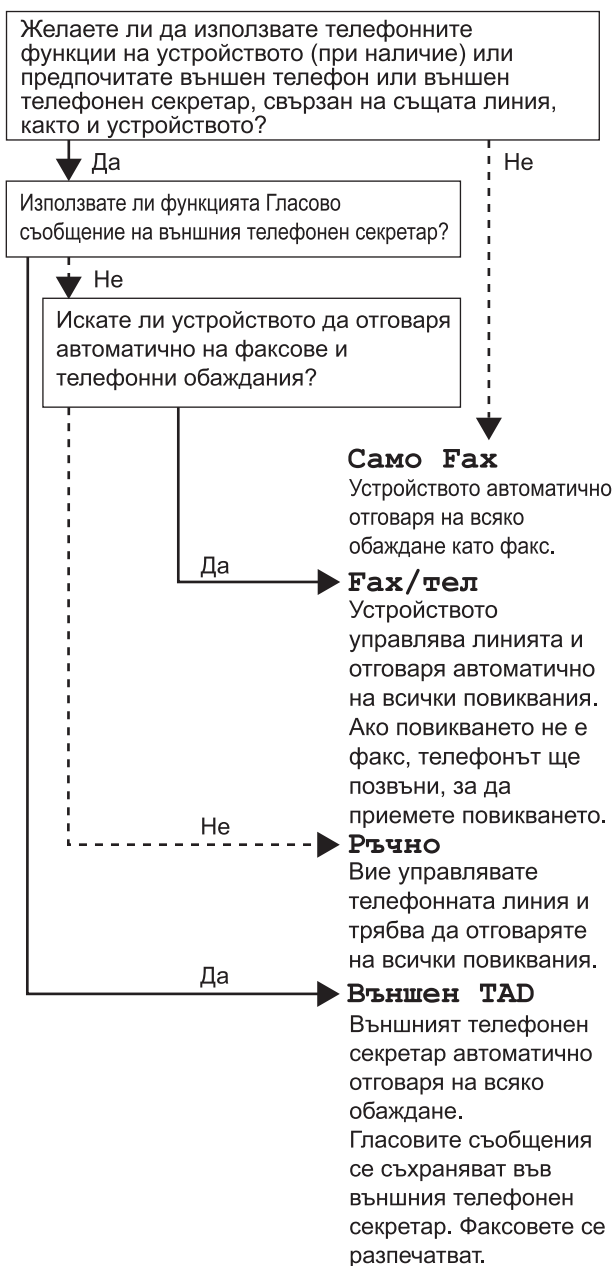 Желаете ли да използвате телефонните
функции на устройството (при наличие) или
предпочитате външен телефон или външен
телефонен секретар, свързан на същата линия,
както и устройството?
Да
Не
Използвате ли функцията Гласово
съобщение на външния телефонен секретар?
Не
Искате ли устройството да отговаря
автоматично на факсове и
телефонни обаждания?
Само Fax
Устройството автоматично
отговаря на всяко
обаждане като факс.
Да
Fax/тел
Устройството
управлява линията и
отговаря автоматично
на всички повиквания.
Ако повикването не е
факс, телефонът ще
позвъни, за да
приемете повикването.
Не
Ръчно
Вие управлявате
телефонната линия и
трябва да отговаряте
на всички повиквания.
Да
Външен TAD
Външният телефонен
секретар автоматично
отговаря на всяко
обаждане.
Гласовите съобщения
се съхраняват във
външния телефонен
секретар. Факсовете се
разпечатват.